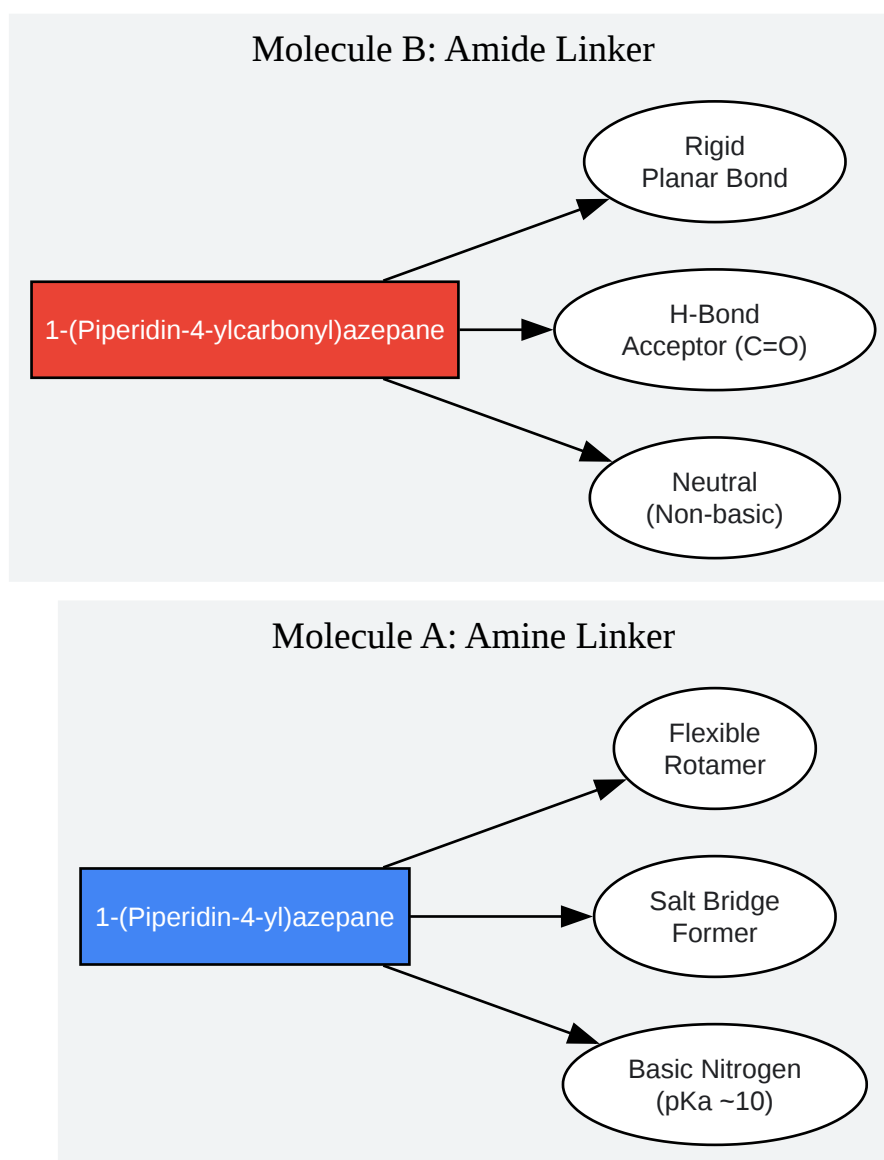 Molecule B: Amide Linker
Rigid
Planar Bond
1-(Piperidin-4-ylcarbonyl)azepane
H-Bond
Acceptor (C=O)
Neutral
(Non-basic)
Molecule A: Amine Linker
Flexible
Rotamer
1-(Piperidin-4-yl)azepane
Salt Bridge
Former
Basic Nitrogen
(pKa ~10)